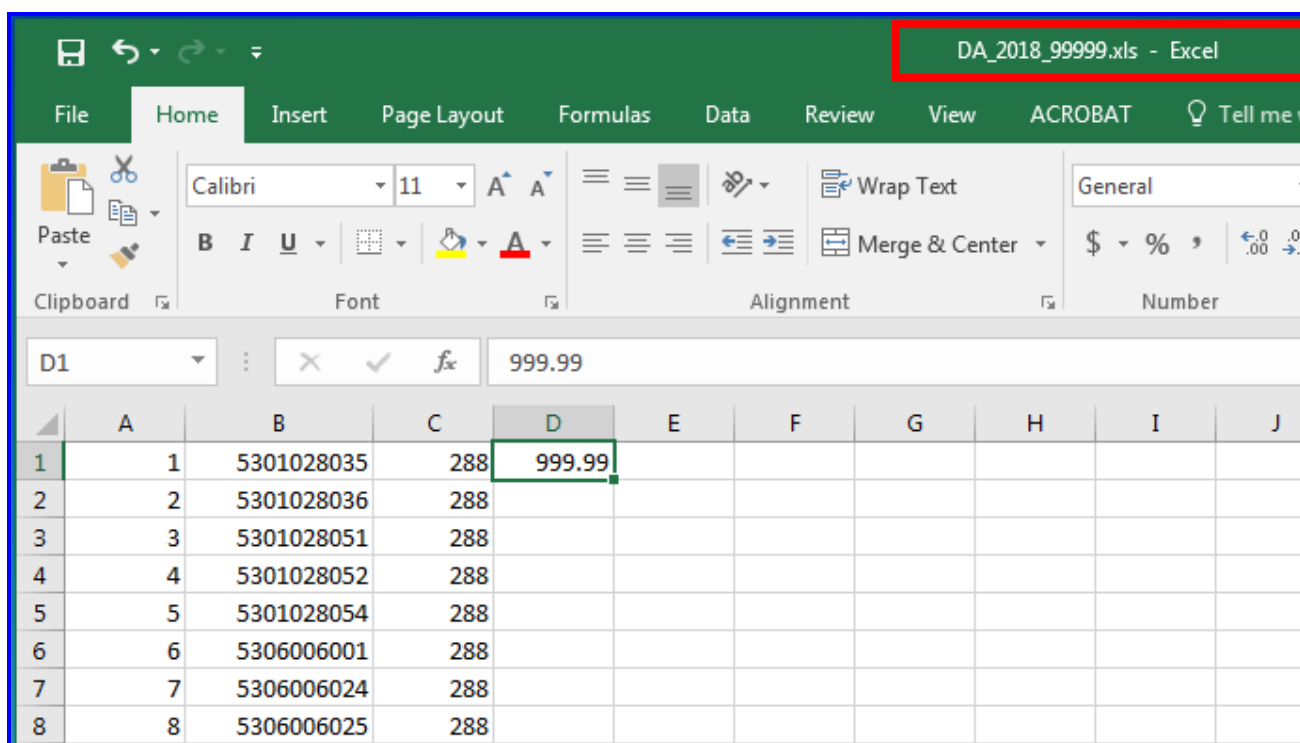 DA_2018_99999.xls - Excel
File Home Insert Page Layout Formulas Data Review View ACROBAT Tell me
Calibri 11 A A Wrap Text General
Paste B I U A Merge & Center $ % , .00 .0
Clipboard Font Alignment Number
D1 fx 999.99
A B C D E F G H I J
1 1 5301028035 288 999.99
2 2 5301028036 288
3 3 5301028051 288
4 4 5301028052 288
5 5 5301028054 288
6 6 5306006001 288
7 7 5306006024 288
8 8 5306006025 288